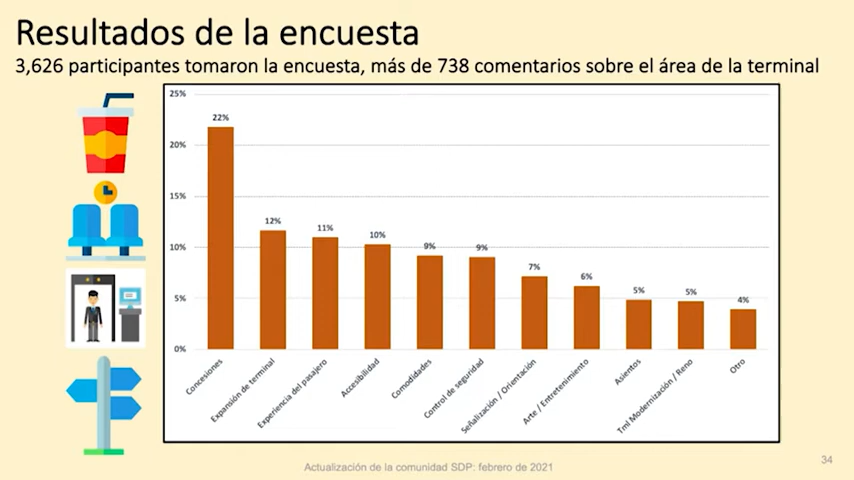 Resultados de la encuesta
3,626 participantes tomaron la encuesta, más de 738 comentarios sobre el área de la terminal
25%
20%
15%
10%
5%
0%
22%
12%
11%
10%
9%
9%
7%
6%
5%
5%
4%
Concesiones
Expansión de terminal
Experiencia del pasajero
Accesibilidad
Comodidades
Control de seguridad
Señalización / Orientación
Arte / Entretenimiento
Asientos
Tml Modernización / Reno
Otro
Actualización de la comunidad SDP: febrero de 2021
34